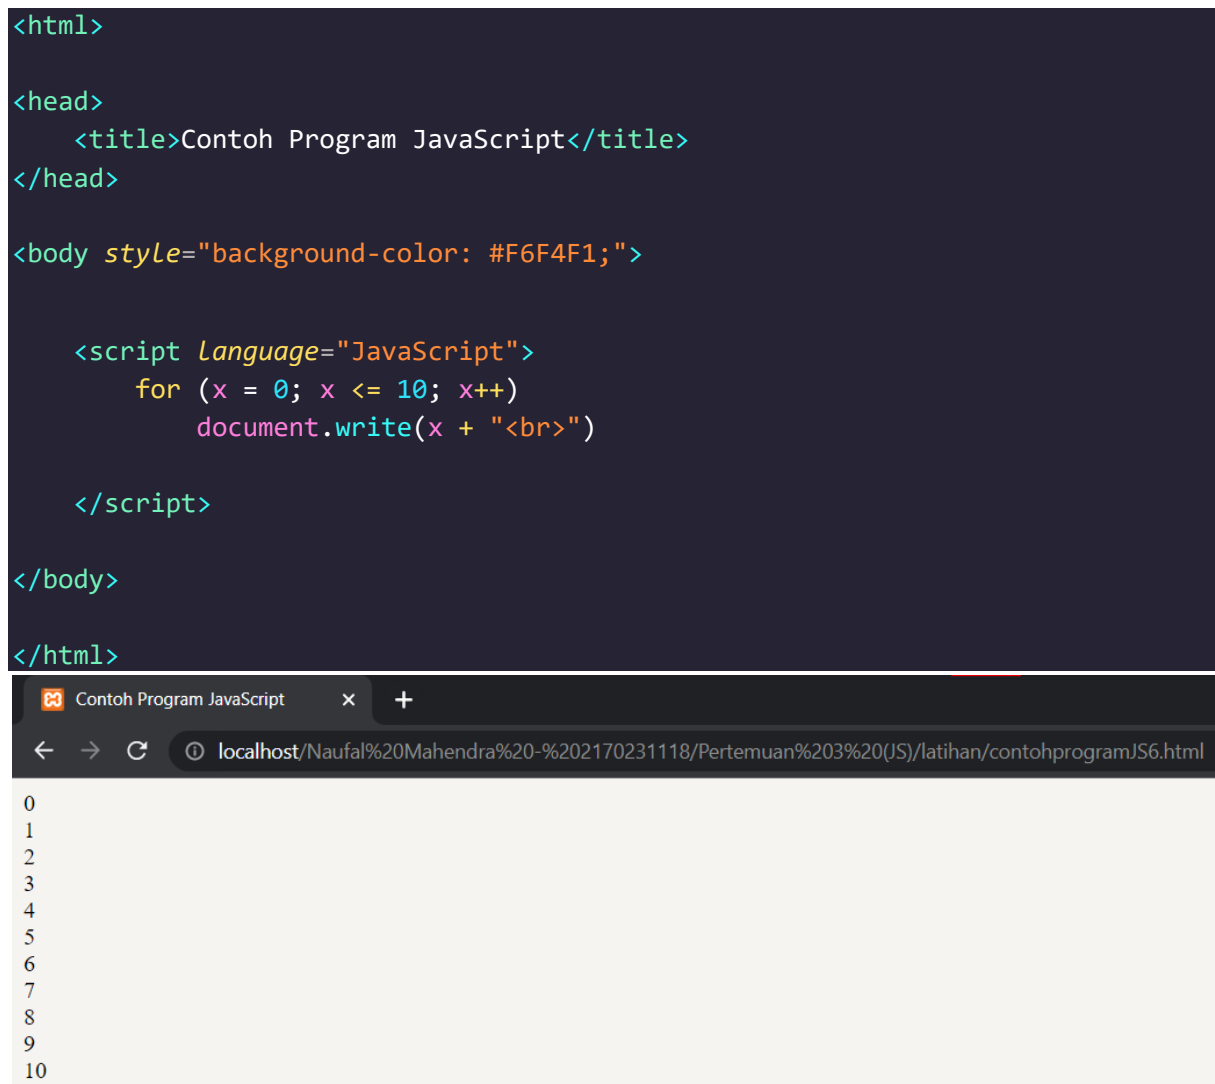 <html>
<head>
<title>Contoh Program JavaScript</title>
</head>
<body style="background-color: #F6F4F1;">
<script language="JavaScript">
for (x = 0; x <= 10; x++)
document.write(x + "<br>")
</script>
</body>
</html>
Contoh Program JavaScript
localhost/Naufal%20Mahendra%20-%202170231118/Pertemuan%203%20(JS)/latihan/contohprogramJS6.html
0
1
2
3
4
5
6
7
8
9
10